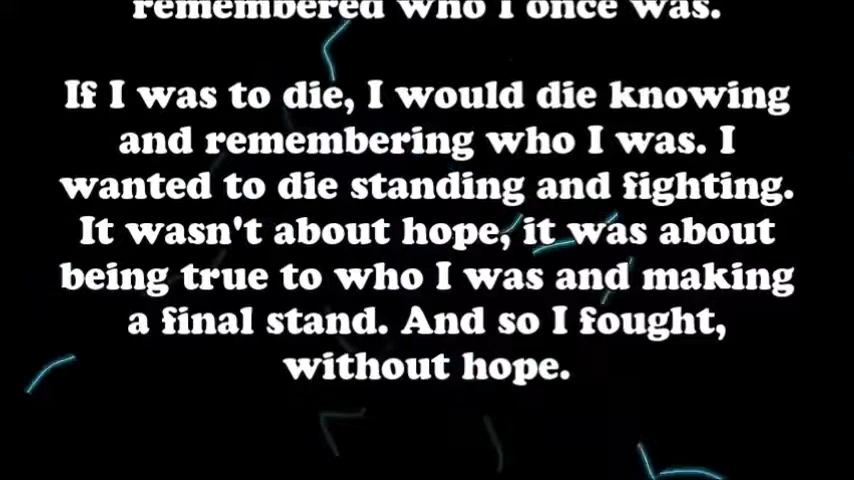 remembered who I once was.
If I was to die, I would die knowing
and remembering who I was. I
wanted to die standing and fighting.
It wasn't about hope, it was about
being true to who I was and making
a final stand. And so I fought,
without hope.